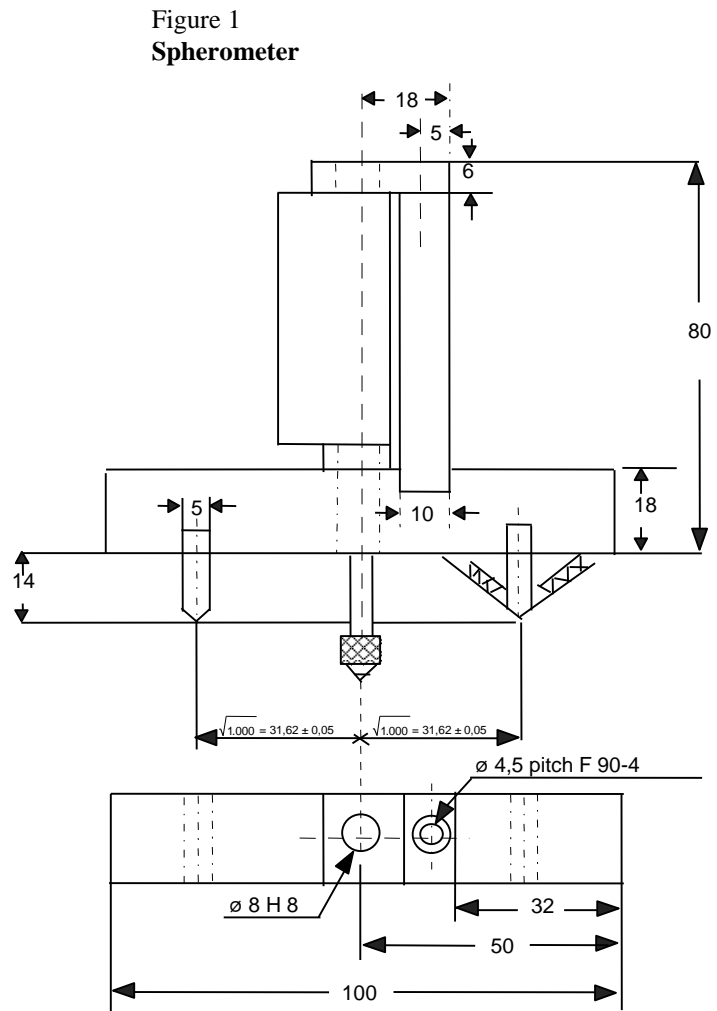 Figure 1
Spherometer
18
5
6
80
5
10
18
14
√1.000 = 31,62 ± 0,05
√1.000 = 31,62 ± 0,05
ø 4,5 pitch F 90-4
ø 8 H 8
32
50
100